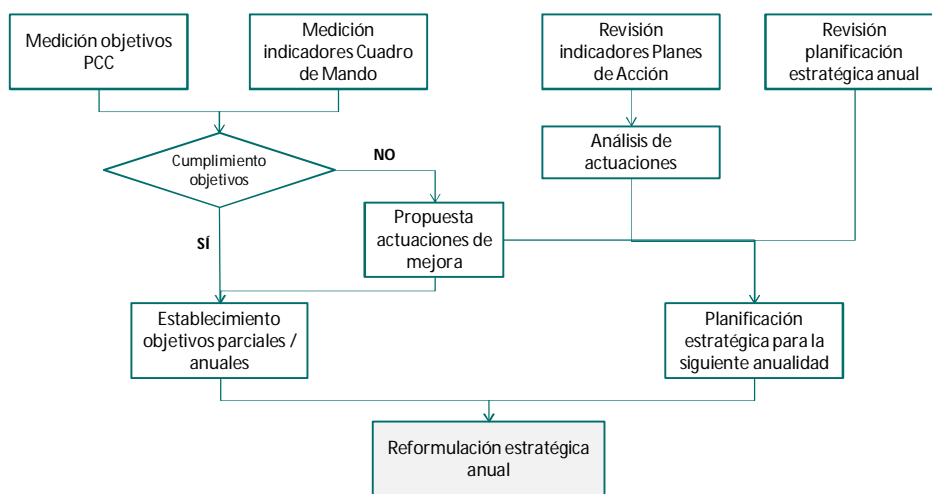 Medición objetivos
PCC
Medición
indicadores Cuadro
de Mando
Revisión
indicadores Planes
de Acción
Revisión
planificación
estratégica anual
Cumplimiento
objetivos
NO
Análisis de
actuaciones
SÍ
Propuesta
actuaciones de
mejora
Establecimiento
objetivos parciales /
anuales
Planificación
estratégica para la
siguiente anualidad
Reformulación estratégica
anual